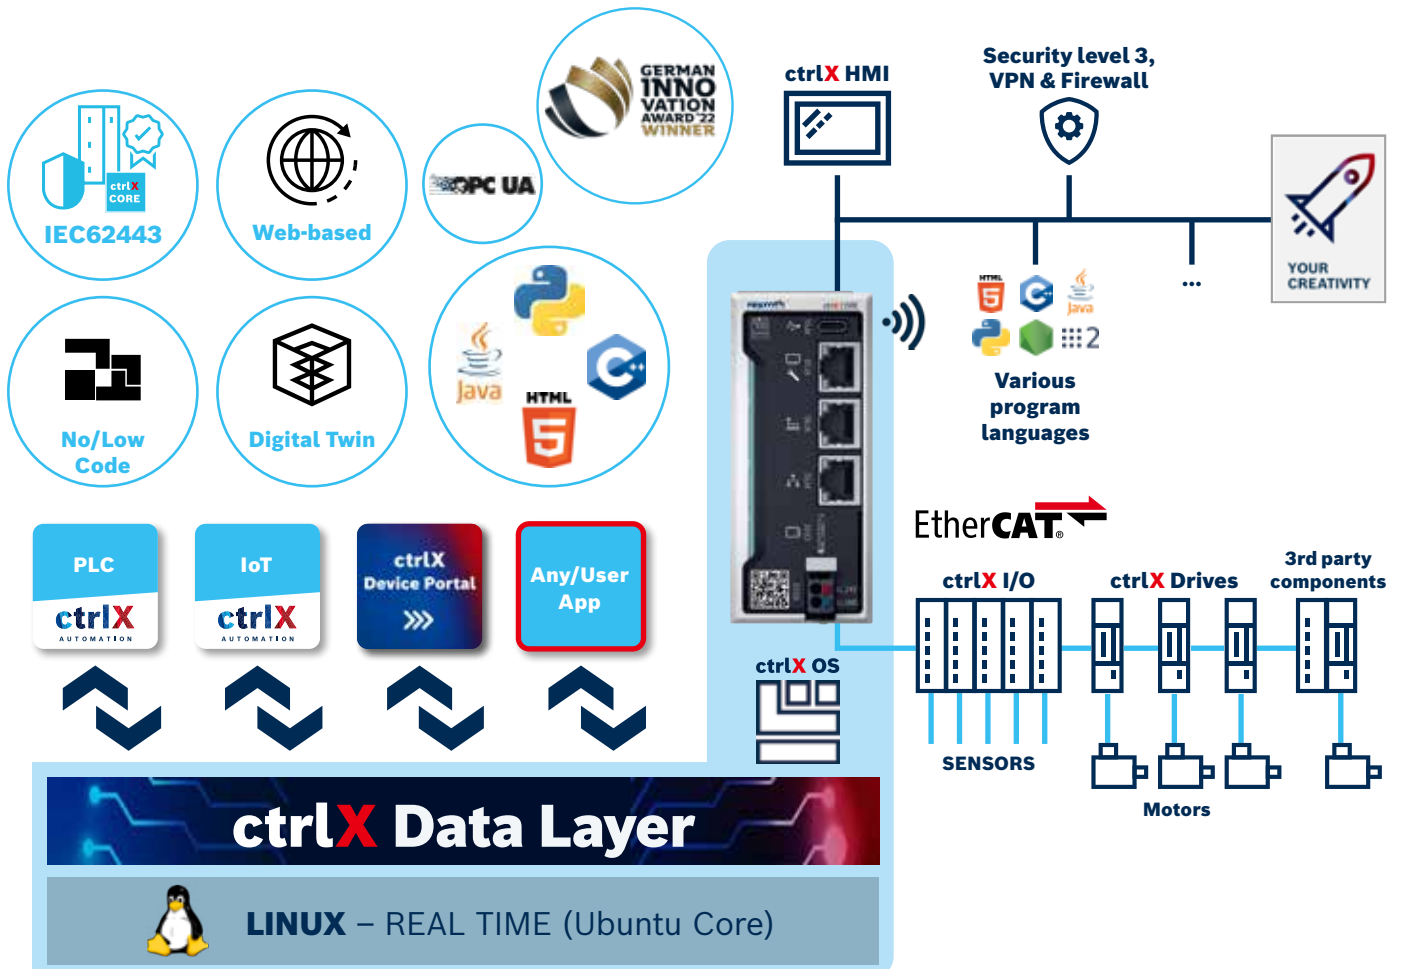 GERMAN
INNO
VATION
AWARD '22
WINNER
ctrlX
CORE
IEC62443
Web-based
OPC UA
No/Low
Code
Digital Twin
Java
C++
HTML
5
ctrlX HMI
Security level 3,
VPN & Firewall
HTML
5
C++
Java
2
Various
program
languages
...
YOUR
CREATIVITY
PLC
ctrlX
AUTOMATION
IoT
ctrlX
AUTOMATION
ctrlX
Device Portal
Any/User
App
EtherCAT®
ctrlX I/O
ctrlX Drives
3rd party
components
SENSORS
Motors
ctrlX OS
ctrlX Data Layer
LINUX – REAL TIME (Ubuntu Core)